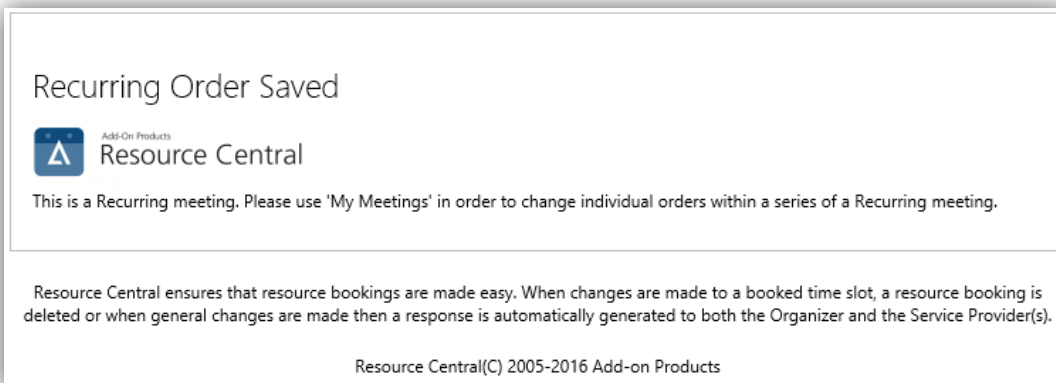 Recurring Order Saved
Add-On Products
Resource Central
This is a Recurring meeting. Please use 'My Meetings' in order to change individual orders within a series of a Recurring meeting.
Resource Central ensures that resource bookings are made easy. When changes are made to a booked time slot, a resource booking is
deleted or when general changes are made then a response is automatically generated to both the Organizer and the Service Provider(s).
Resource Central(C) 2005-2016 Add-on Products